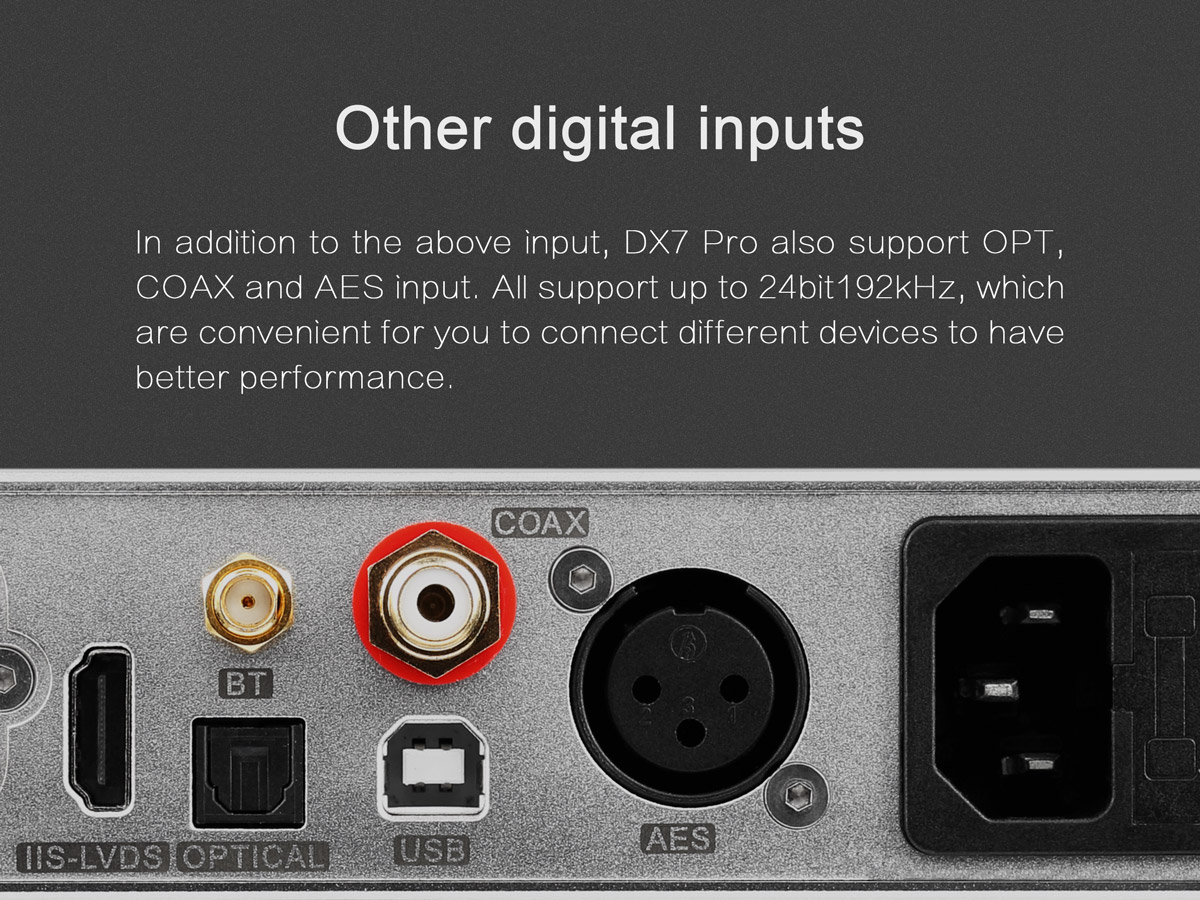 Other digital inputs
In addition to the above input, DX7 Pro also support OPT,
COAX and AES input. All support up to 24bit192kHz, which
are convenient for you to connect different devices to have
better performance.
COAX
BT
2 3 1
IIS-LVDS
OPTICAL
USB
AES